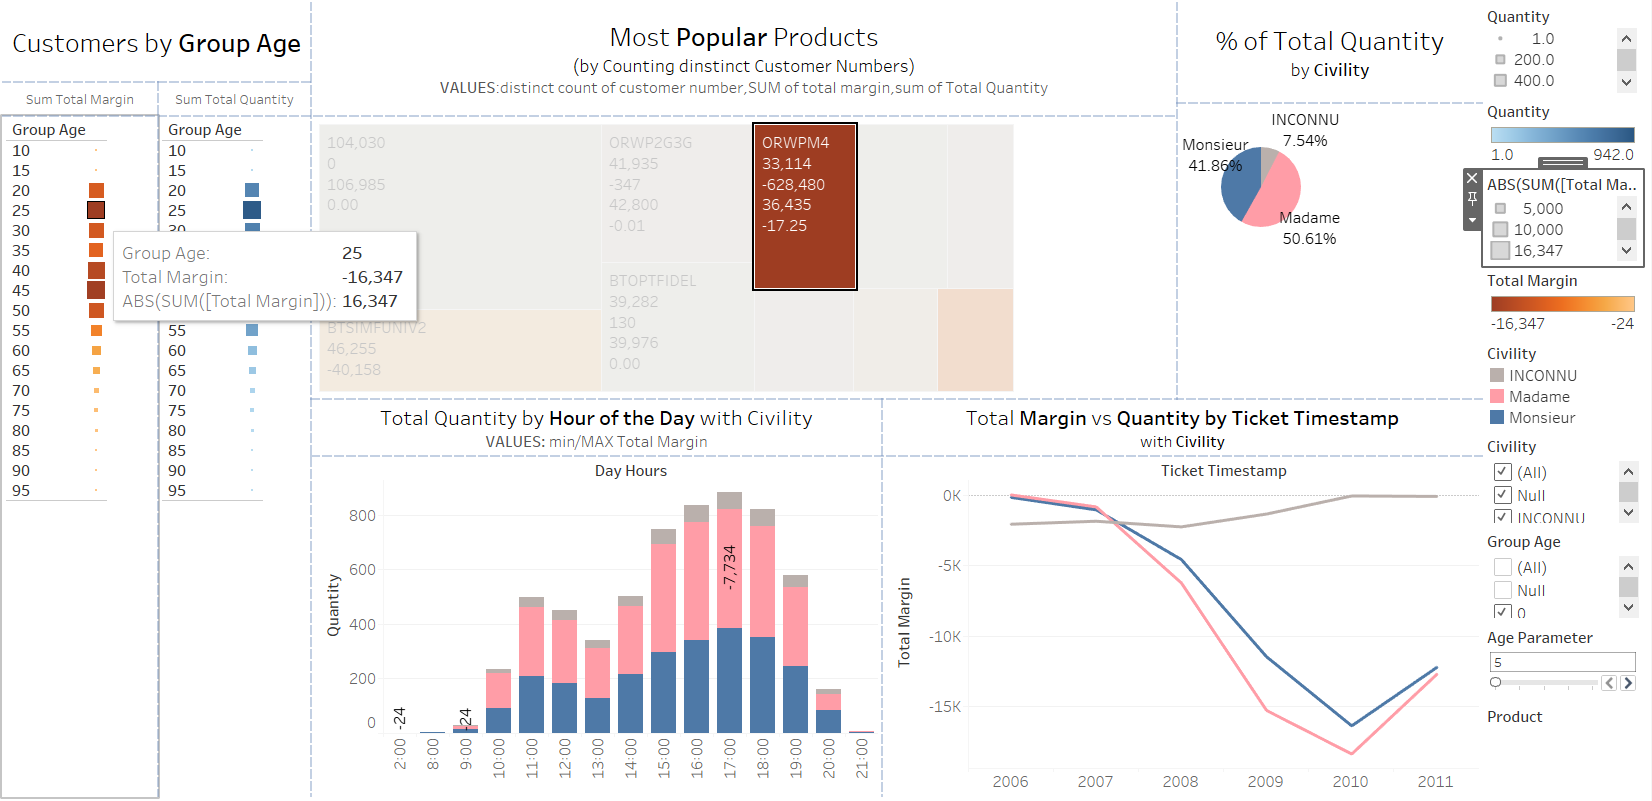 Customers by Group Age
Sum Total Margin
Sum Total Quantity
Group Age
10
15
20
25
30
35
40
45
50
55
60
65
70
75
80
85
90
95
Group Age
10
15
20
25
30
55
60
65
70
75
80
85
90
95
Group Age: 25
Total Margin: -16,347
ABS(SUM([Total Margin])): 16,347
Most Popular Products
(by Counting dinstinct Customer Numbers)
VALUES:distinct count of customer number,SUM of total margin,sum of Total Quantity
104,030
0
106,985
0.00
BTSIMFUNIV2
46,255
-40,158
ORWP2G3G
41,935
-347
42,800
-0.01
BTOPTFIDEL
39,282
130
39,976
0.00
ORWPM4
33,114
-628,480
36,435
-17.25
% of Total Quantity
by Civility
INCONNU
7.54%
Monsieur
41.86%
Madame
50.61%
Total Quantity by Hour of the Day with Civility
VALUES: min/MAX Total Margin
Day Hours
Quantity
800
600
400
200
0
-24
-24
-7,734
2:00
8:00
9:00
10:00
11:00
12:00
13:00
14:00
15:00
16:00
17:00
18:00
19:00
20:00
21:00
Total Margin vs Quantity by Ticket Timestamp
with Civility
Ticket Timestamp
Total Margin
0K
-5K
-10K
-15K
2006
2007
2008
2009
2010
2011
Quantity
1.0
200.0
400.0
Quantity
1.0 942.0
ABS(SUM([Total Ma..
5,000
10,000
16,347
Total Margin
-16,347 -24
Civility
INCONNU
Madame
Monsieur
Civility
(All)
Null
INCONNU
Group Age
(All)
Null
0
Age Parameter
5
Product